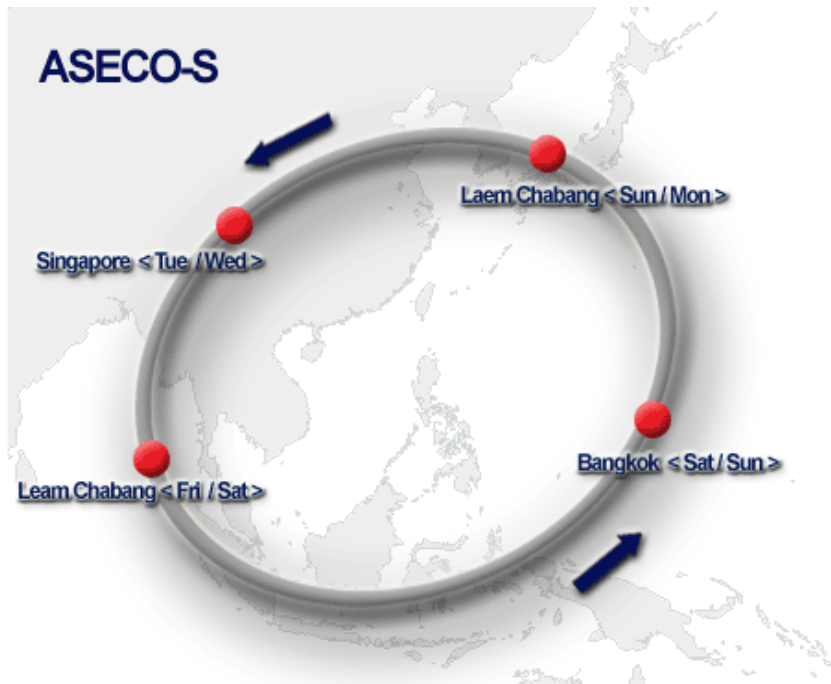 ASECO-S
Laem Chabang < Sun / Mon >
Singapore < Tue / Wed >
Bangkok < Sat / Sun >
Leam Chabang < Fri / Sat >